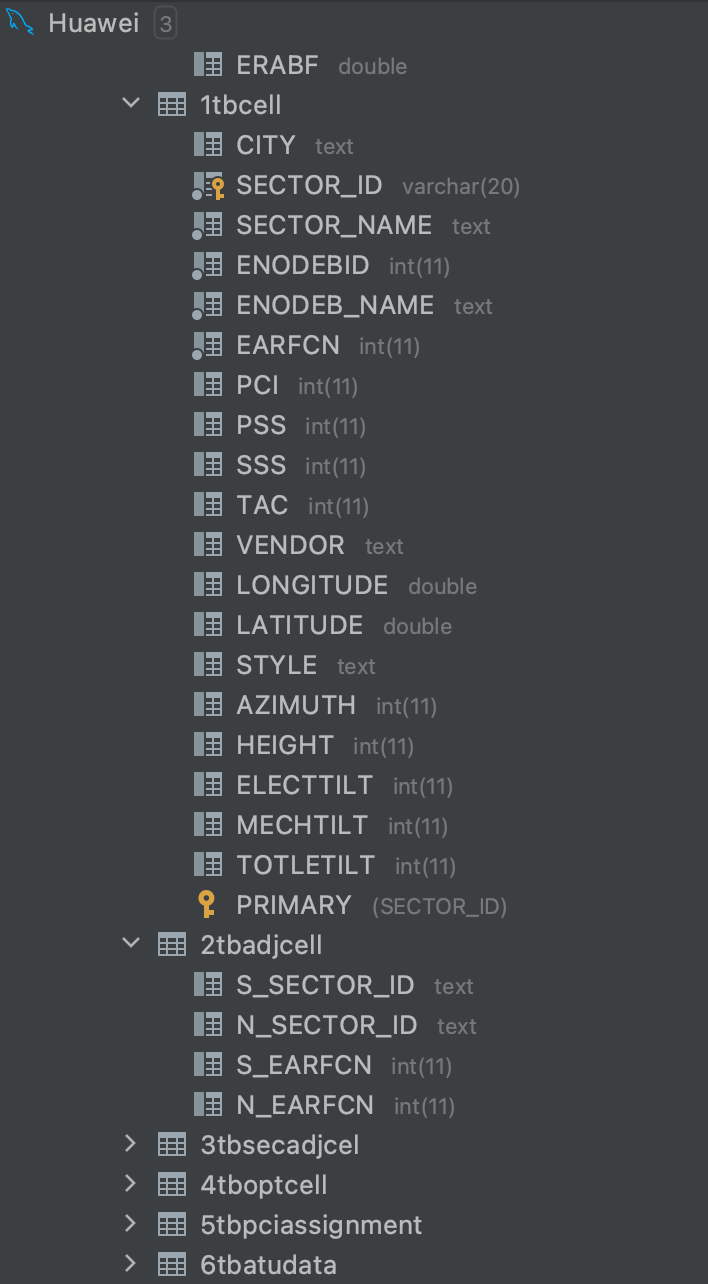 Huawei 3
ERABF double
1tbcell
CITY text
SECTOR_ID varchar(20)
SECTOR_NAME text
ENODEBID int(11)
ENODEB_NAME text
EARFCN int(11)
PCI int(11)
PSS int(11)
SSS int(11)
TAC int(11)
VENDOR text
LONGITUDE double
LATITUDE double
STYLE text
AZIMUTH int(11)
HEIGHT int(11)
ELECTTILT int(11)
MECHTILT int(11)
TOTLETILT int(11)
PRIMARY (SECTOR_ID)
2tbadjcell
S_SECTOR_ID text
N_SECTOR_ID text
S_EARFCN int(11)
N_EARFCN int(11)
3tbsecadjcel
4tboptcell
5tbpciassignment
6tbatudata